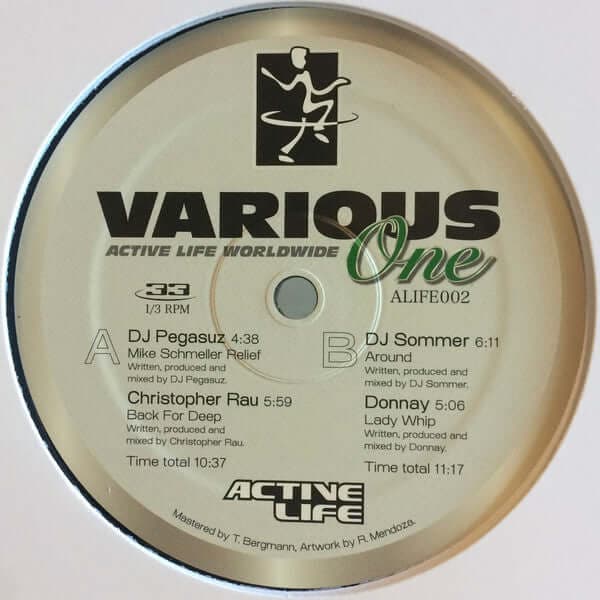 VARIOUS
ACTIVE LIFE WORLDWIDE One
33
1/3 RPM
ALIFE002
A
DJ Pegasuz 4:38
Mike Schmeller Relief
Written, produced and
mixed by DJ Pegasuz.
Christopher Rau 5:59
Back For Deep
Written, produced and
mixed by Christopher Rau.
Time total 10:37
B
DJ Sommer 6:11
Around
Written, produced and
mixed by DJ Sommer.
Donnay 5:06
Lady Whip
Written, produced and
mixed by Donnay.
Time total 11:17
ACTIVE
LIFE
Mastered by T. Bergmann, Artwork by R. Mendoza.